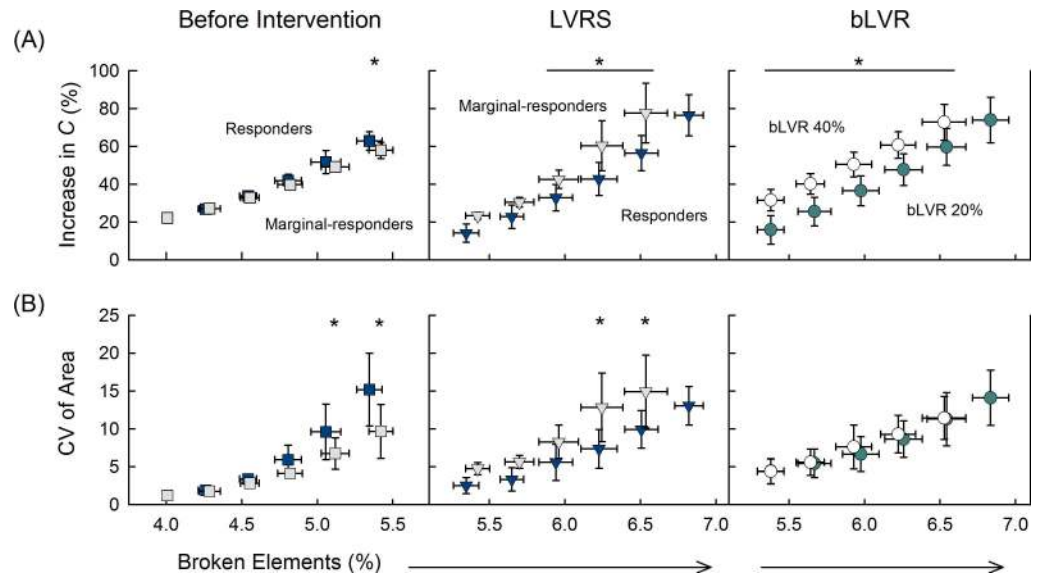 Before Intervention LVRS bLVR
(A)
Increase in C (%)
100
80
60
40
20
0
*
Responders
Marginal-responders
*
Marginal-responders
Responders
*
bLVR 40%
bLVR 20%
(B)
CV of Area
25
20
15
10
5
0
* *
* *
4.0 4.5 5.0 5.5 5.5 6.0 6.5 7.0 5.5 6.0 6.5 7.0
Broken Elements (%)